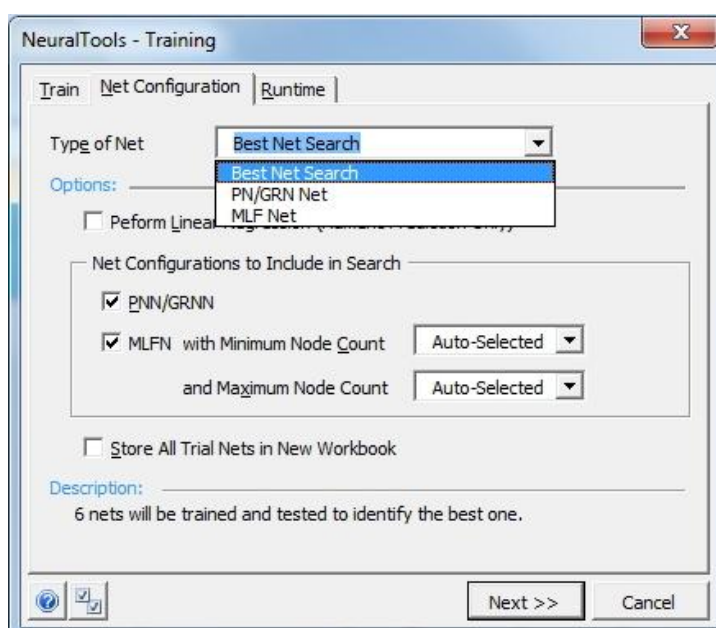 NeuralTools - Training
Train Net Configuration Runtime
Type of Net Best Net Search
Best Net Search
PN/GRN Net
MLF Net
Options:
Peform Linear
Net Configurations to Include in Search
PNN/GRNN
MLFN with Minimum Node Count Auto-Selected
and Maximum Node Count Auto-Selected
Store All Trial Nets in New Workbook
Description:
6 nets will be trained and tested to identify the best one.
Next >> Cancel